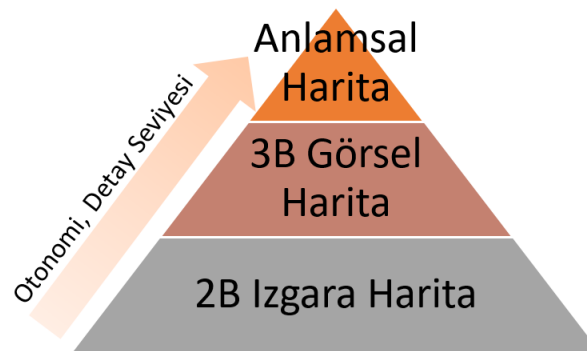 Anlamsal
Harita
3B Görsel
Harita
2B Izgara Harita
Otonomi, Detay Seviyesi